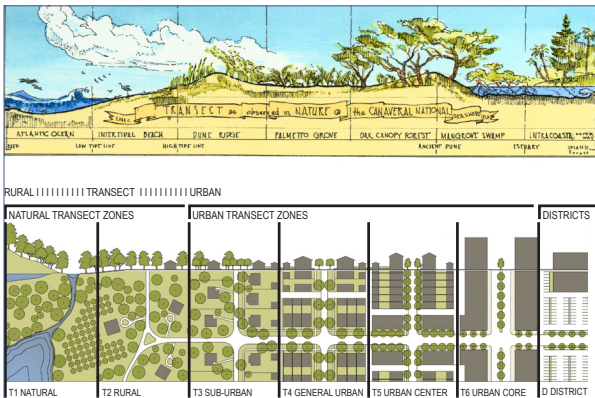 TRANSECT as observed in NATURE @ the CANAVERAL NATIONAL SEASHORE
ATLANTIC OCEAN INTERTIDAL BEACH DUNE RIDGE PALMETTO GROVE OAK CANOPY FOREST MANGROVE SWAMP INTRACOASTAL
LOW TIDE LINE HIGH TIDE LINE ANCIENT DUNE ESTUARY
RURAL I I I I I I I I I I TRANSECT I I I I I I I I I I URBAN
NATURAL TRANSECT ZONES URBAN TRANSECT ZONES DISTRICTS
T1 NATURAL T2 RURAL T3 SUB-URBAN T4 GENERAL URBAN T5 URBAN CENTER T6 URBAN CORE D DISTRICT